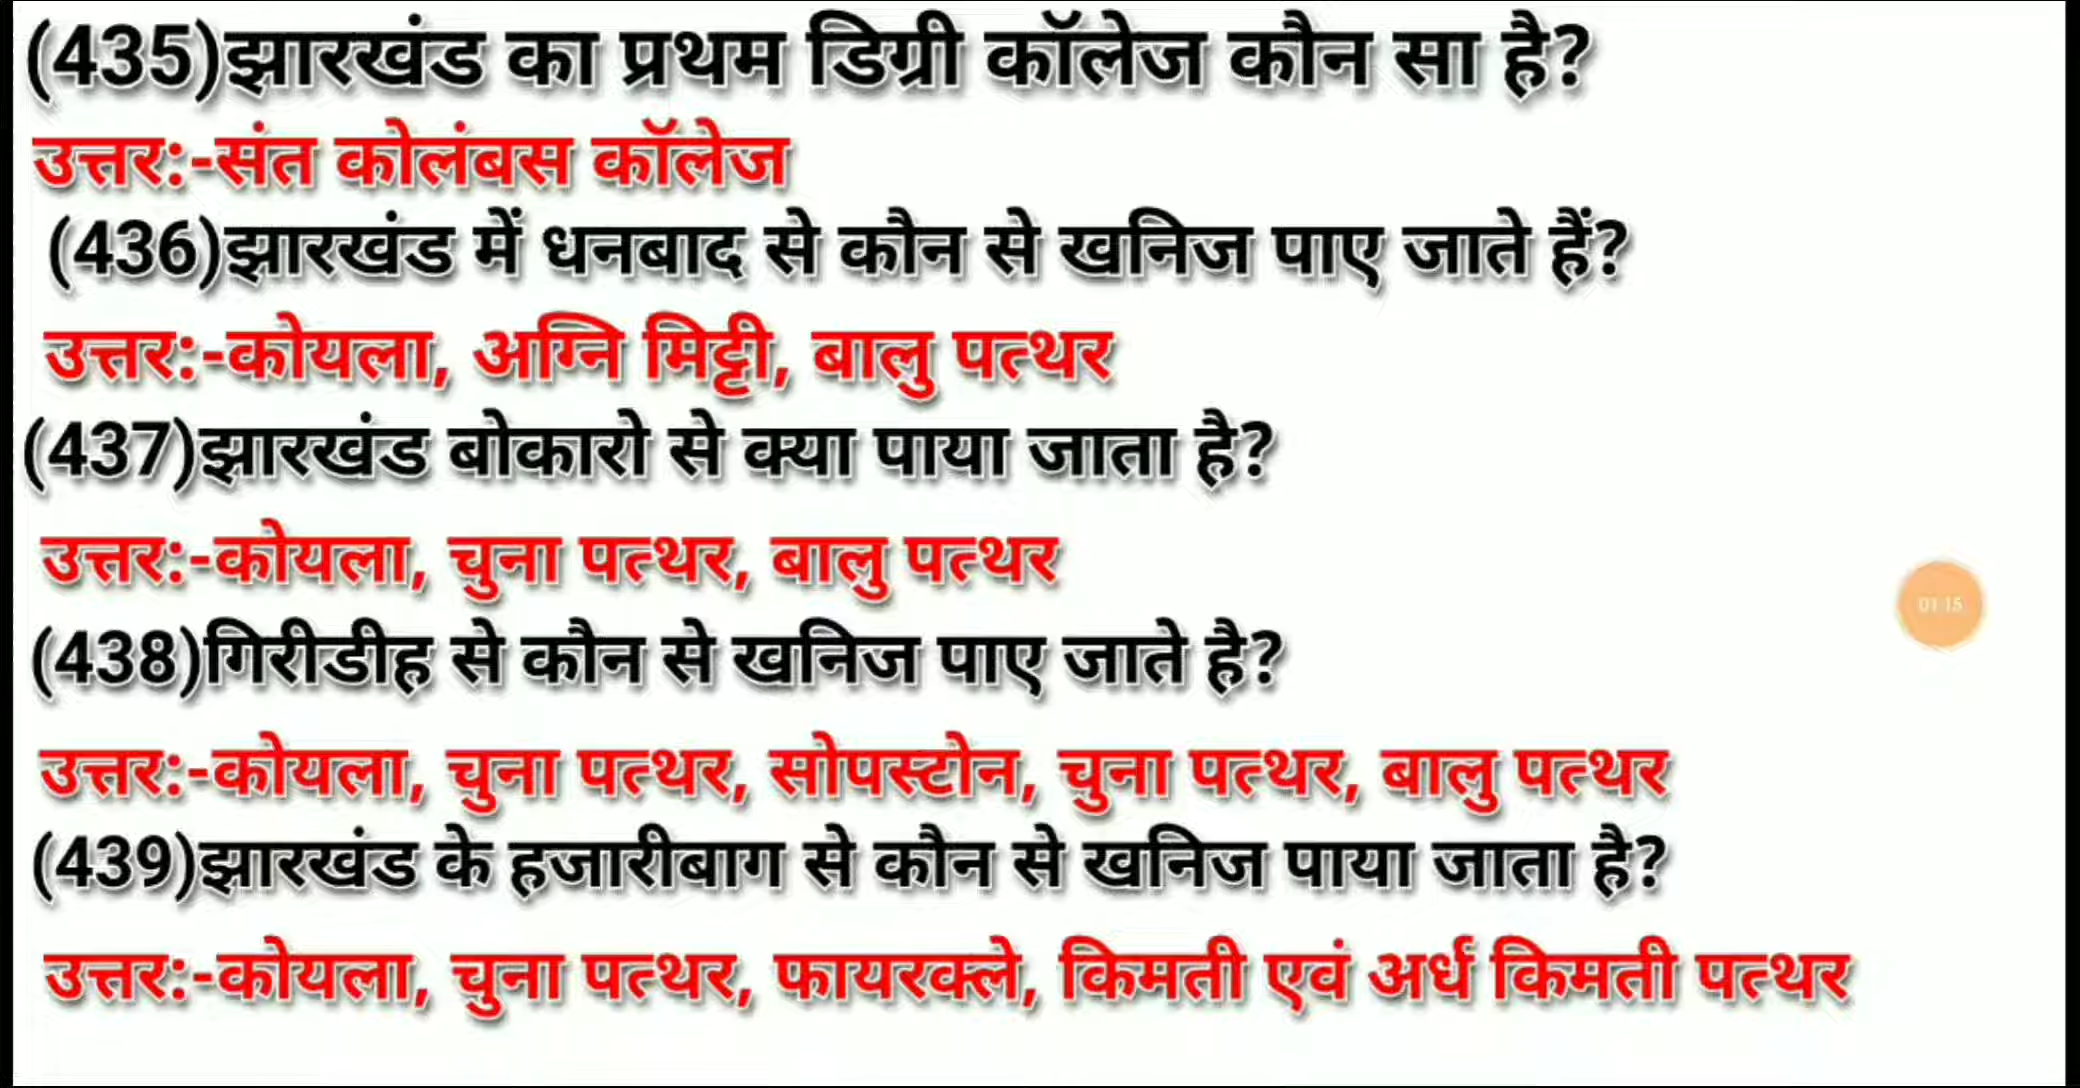 (435)झारखंड का प्रथम डिग्री कॉलेज कौन सा है?
उत्तर:-संत कोलंबस कॉलेज
(436)झारखंड में धनबाद से कौन से खनिज पाए जाते हैं?
उत्तर:-कोयला, अग्नि मिट्टी, बालु पत्थर
(437)झारखंड बोकारो से क्या पाया जाता है?
उत्तर:-कोयला, चुना पत्थर, बालु पत्थर
(438)गिरीडीह से कौन से खनिज पाए जाते है?
01:15
उत्तर:-कोयला, चुना पत्थर, सोपस्टोन, चुना पत्थर, बालु पत्थर
(439)झारखंड के हजारीबाग से कौन से खनिज पाया जाता है?
उत्तर:-कोयला, चुना पत्थर, फायरक्ले, किमती एवं अर्ध किमती पत्थर